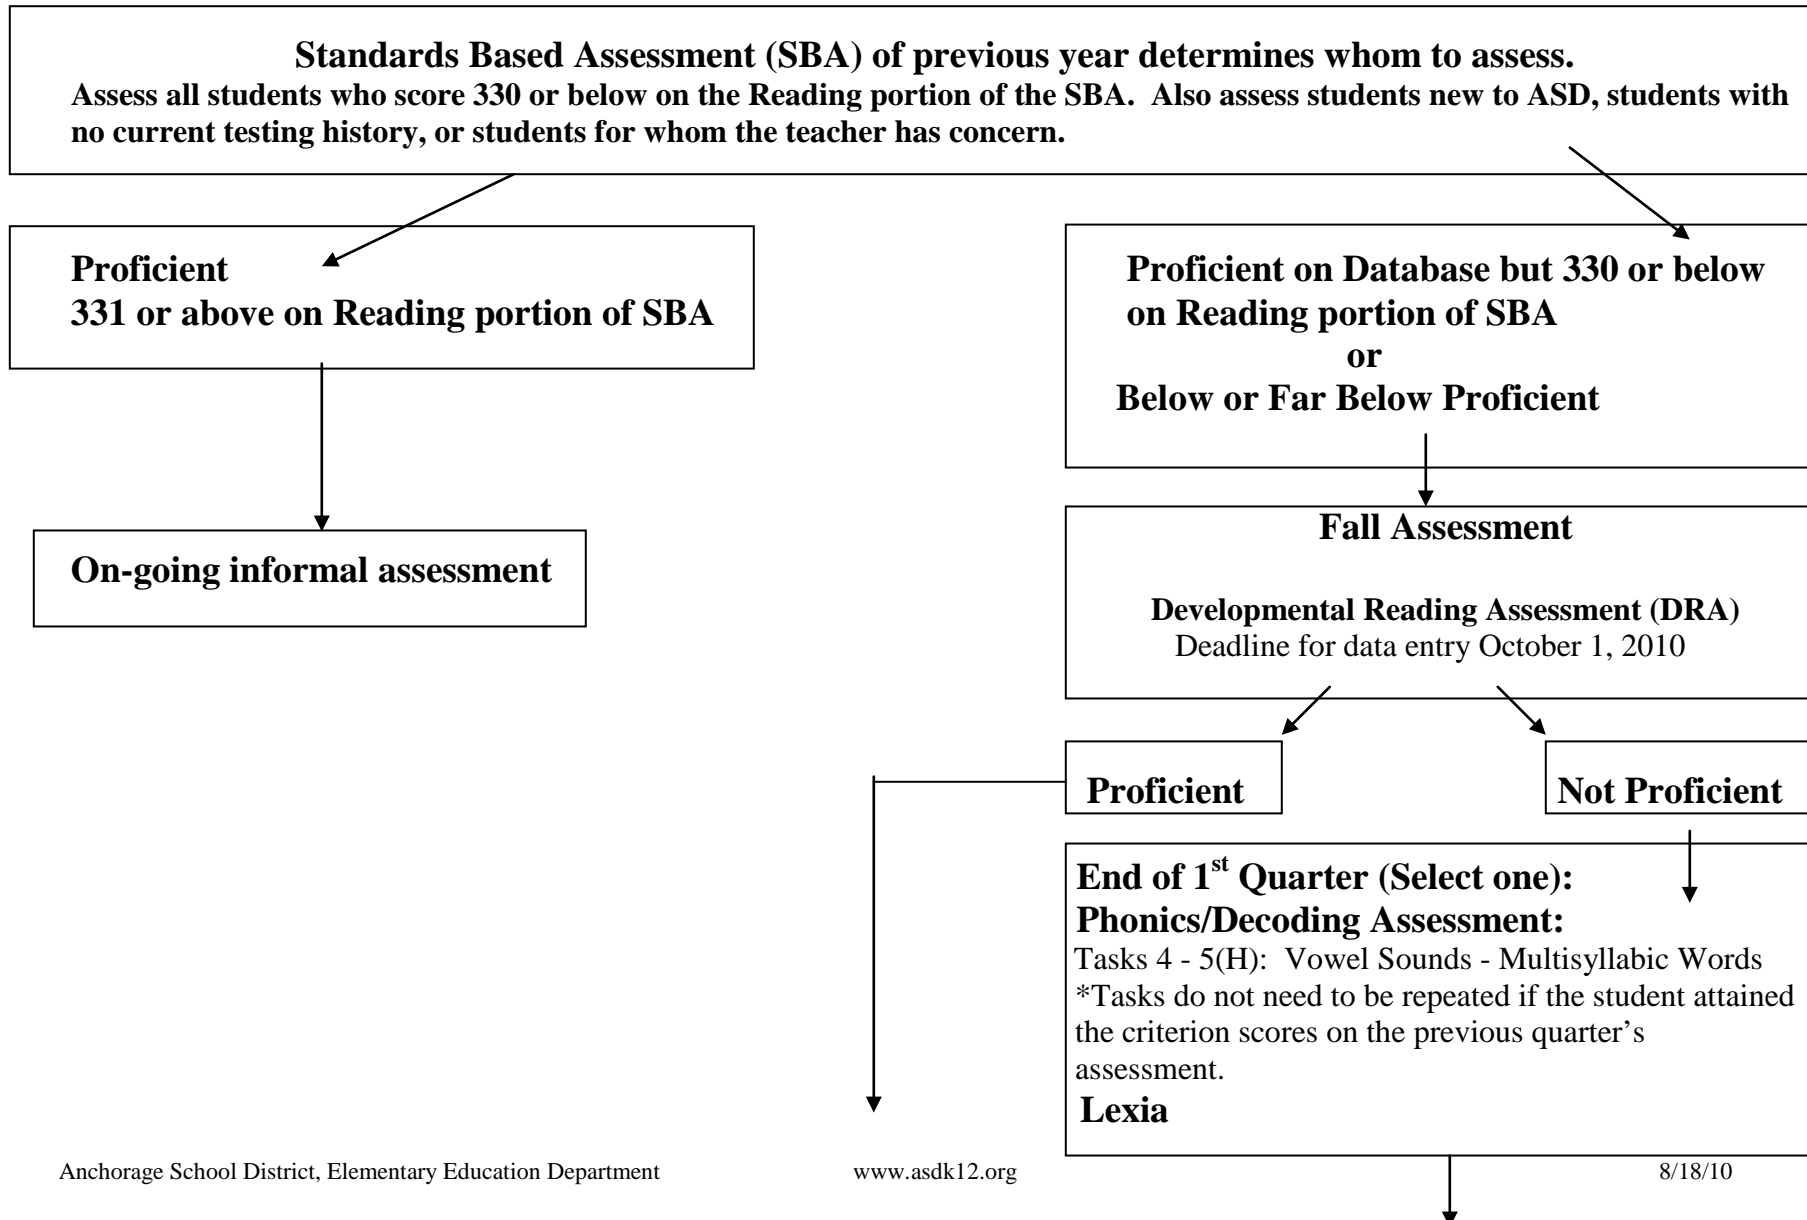 Standards Based Assessment (SBA) of previous year determines whom to assess.
Assess all students who score 330 or below on the Reading portion of the SBA.  Also assess students new to ASD, students with
no current testing history, or students for whom the teacher has concern.
Proficient
331 or above on Reading portion of SBA
Proficient on Database but 330 or below
on Reading portion of SBA
or
Below or Far Below Proficient
On-going informal assessment
Fall Assessment
Developmental Reading Assessment (DRA)
Deadline for data entry October 1, 2010
Proficient
Not Proficient
End of 1st Quarter (Select one):
Phonics/Decoding Assessment:
Tasks 4 - 5(H):  Vowel Sounds - Multisyllabic Words
*Tasks do not need to be repeated if the student attained
the criterion scores on the previous quarter’s
assessment.
Lexia
Anchorage School District, Elementary Education Department
www.asdk12.org
8/18/10